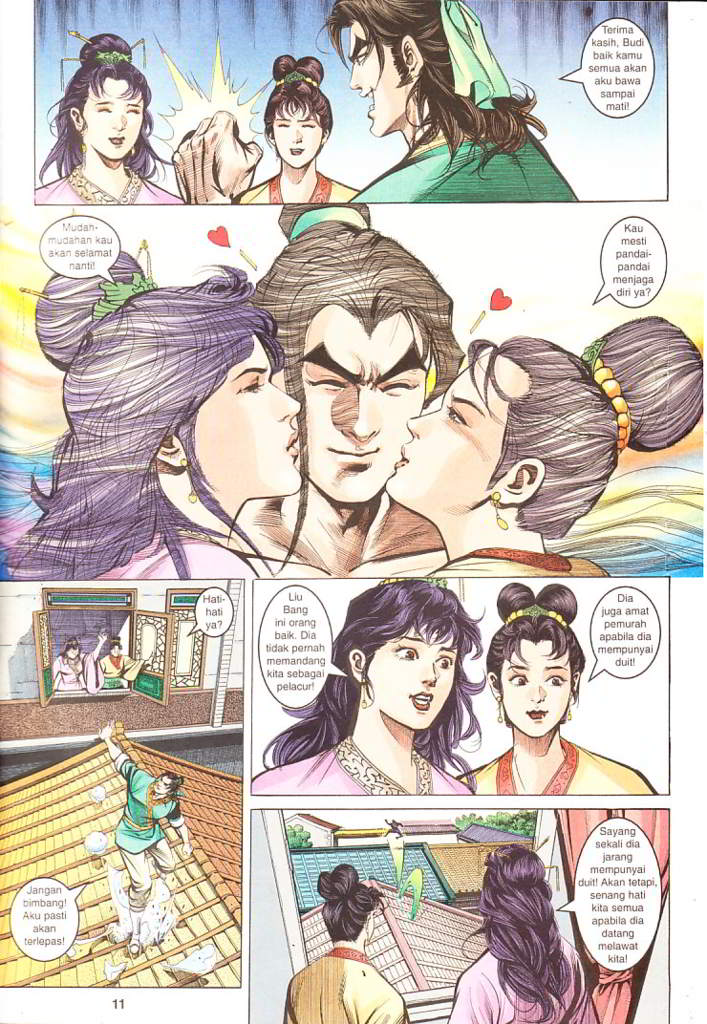 Terima
kasih, Budi
baik kamu
semua akan
aku bawa
sampai
mati!
Mudah-
mudahan kau
akan selamat
nanti!
Kau
mesti
pandai-
pandai
menjaga
diri ya?
Hati-
hati
ya?
Jangan
bimbang!
Aku pasti
akan
terlepas!
Liu
Bang
ini orang
baik. Dia
tidak pernah
memandang
kita sebagai
pelacur!
Dia
juga amat
pemurah
apabila dia
mempunyai
duit!
Sayang
sekali dia
jarang
mempunyai
duit! Akan tetapi,
senang hati
kita semua
apabila dia
datang
melawat
kita!
11